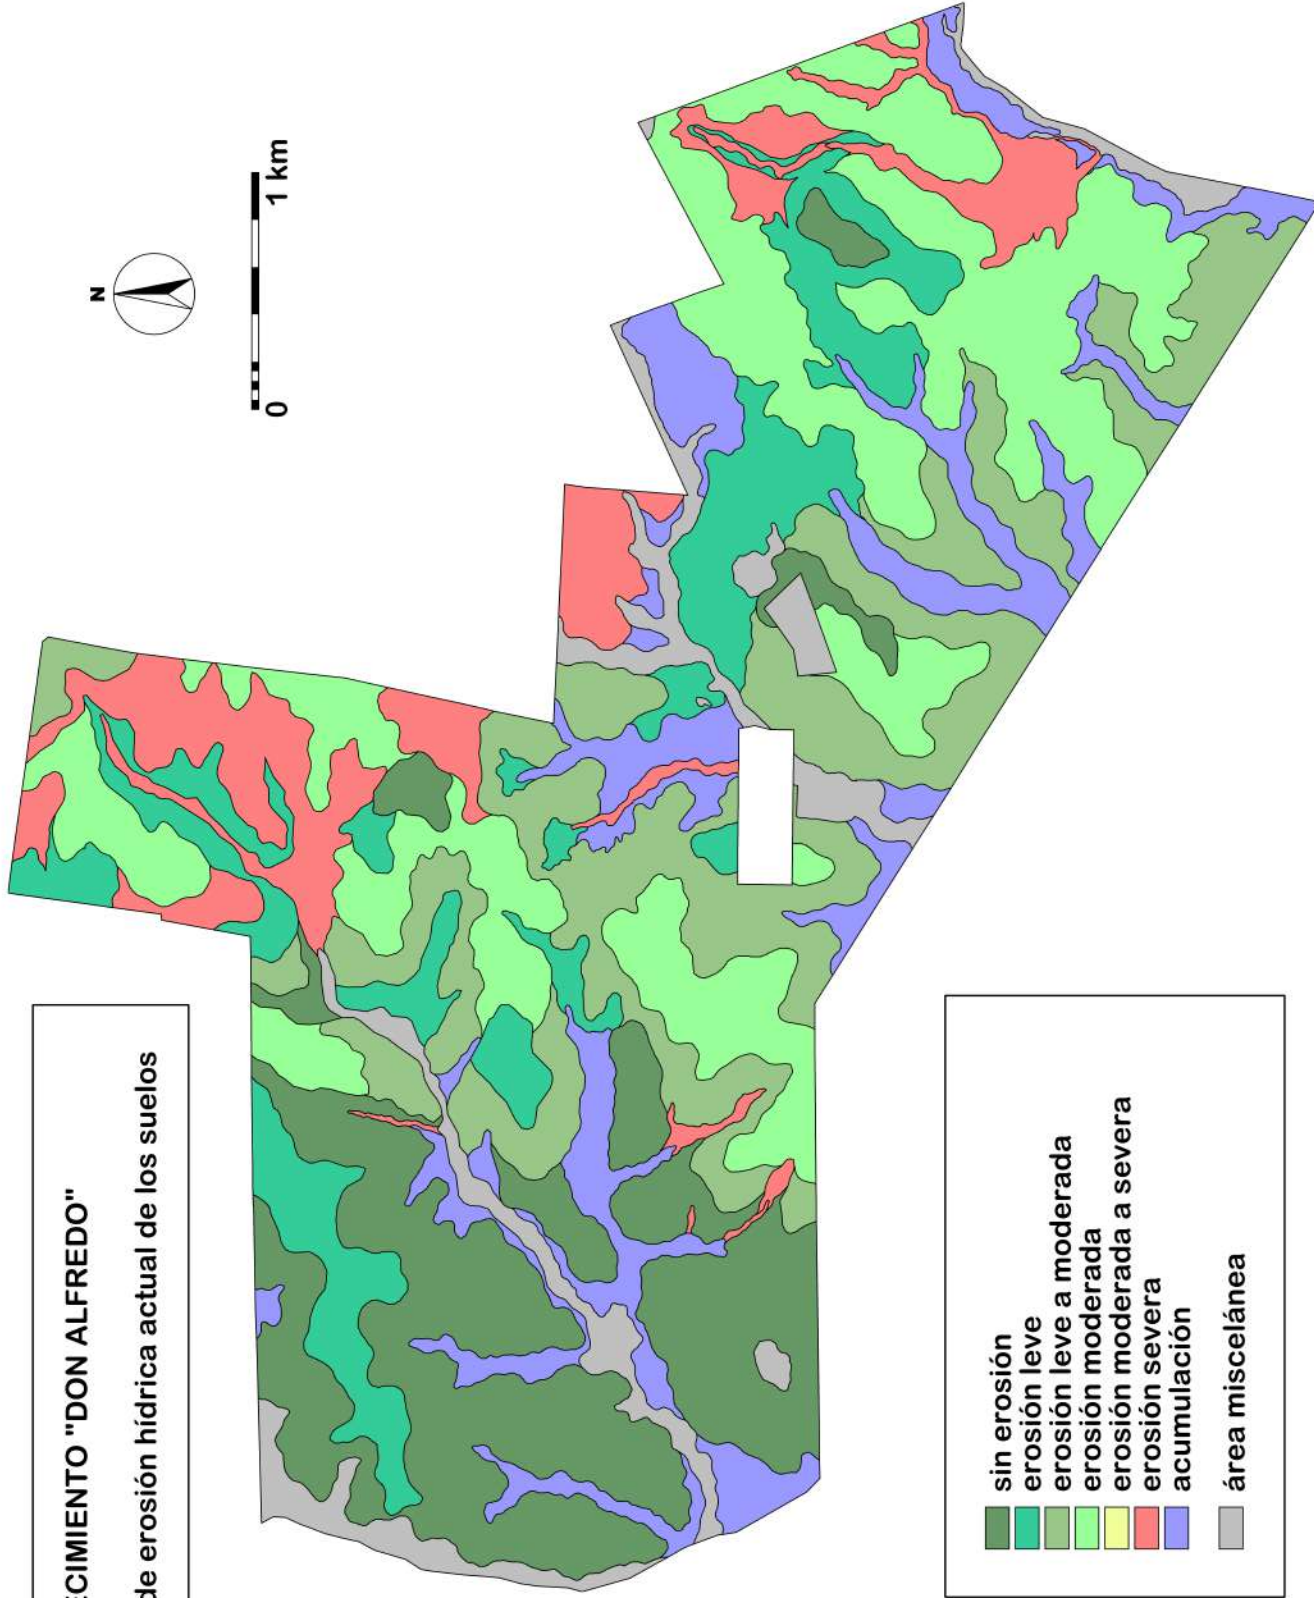 CIMIENTO "DON ALFREDO"
de erosión hídrica actual de los suelos
N
0
1 km
sin erosión
erosión leve
erosión leve a moderada
erosión moderada
erosión moderada a severa
erosión severa
acumulación
área miscelánea